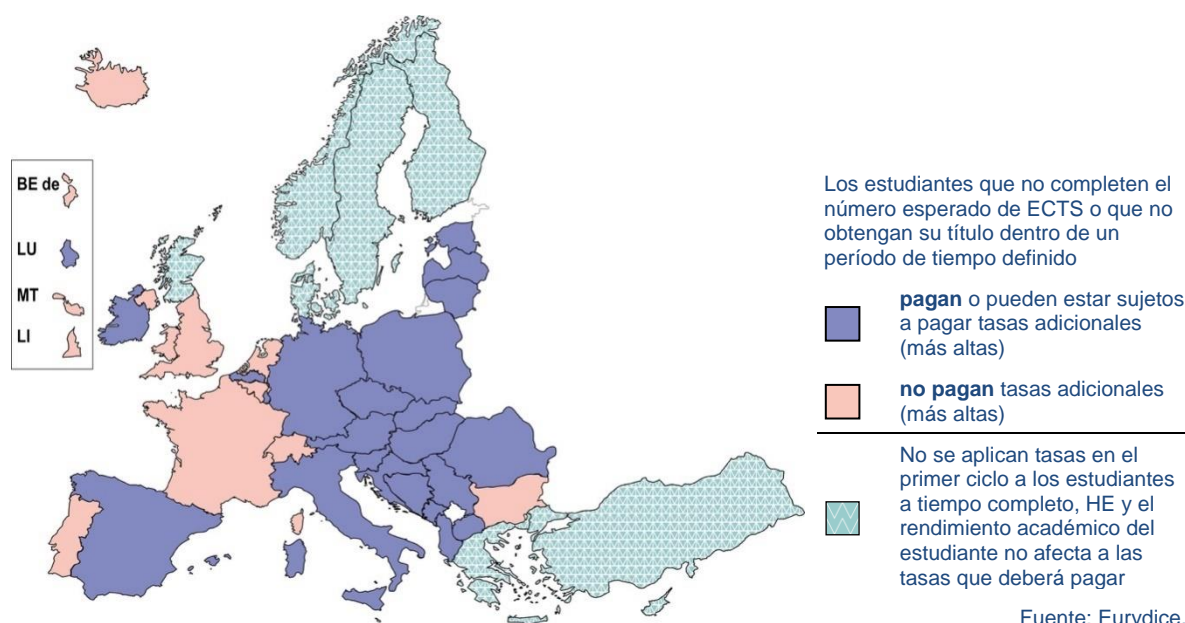 BE de
LU
MT
LI
Los estudiantes que no completen el
número esperado de ECTS o que no
obtengan su título dentro de un
período de tiempo definido
pagan o pueden estar sujetos
a pagar tasas adicionales
(más altas)
no pagan tasas adicionales
(más altas)
No se aplican tasas en el
primer ciclo a los estudiantes
a tiempo completo, HE y el
rendimiento académico del
estudiante no afecta a las
tasas que deberá pagar
Fuente: Eurydice.